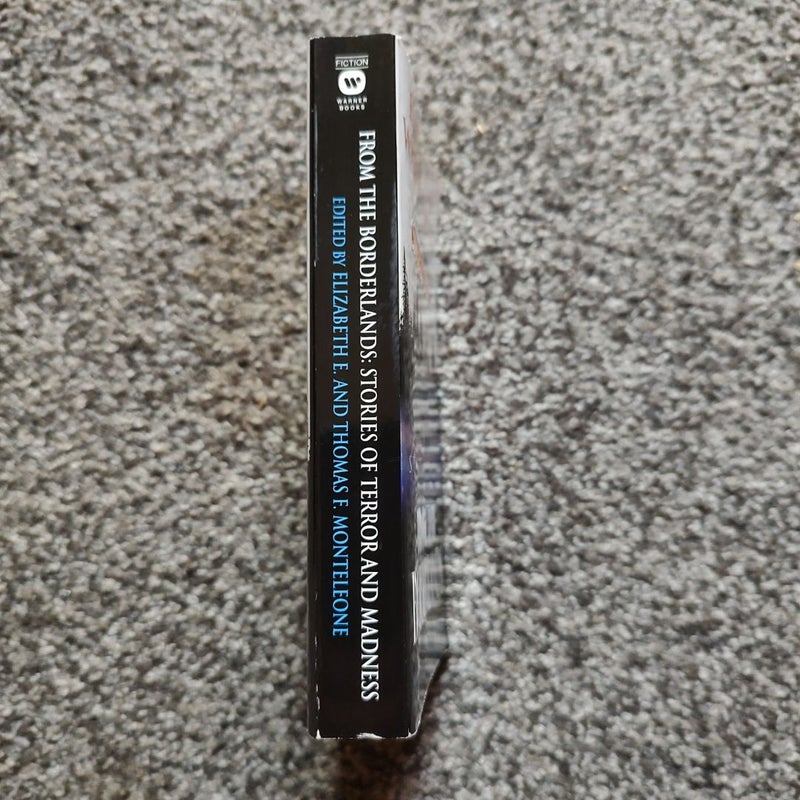 FICTION
WARNER
BOOKS
FROM THE BORDERLANDS: STORIES OF TERROR AND MADNESS
EDITED BY ELIZABETH E. AND THOMAS F. MONTELEONE